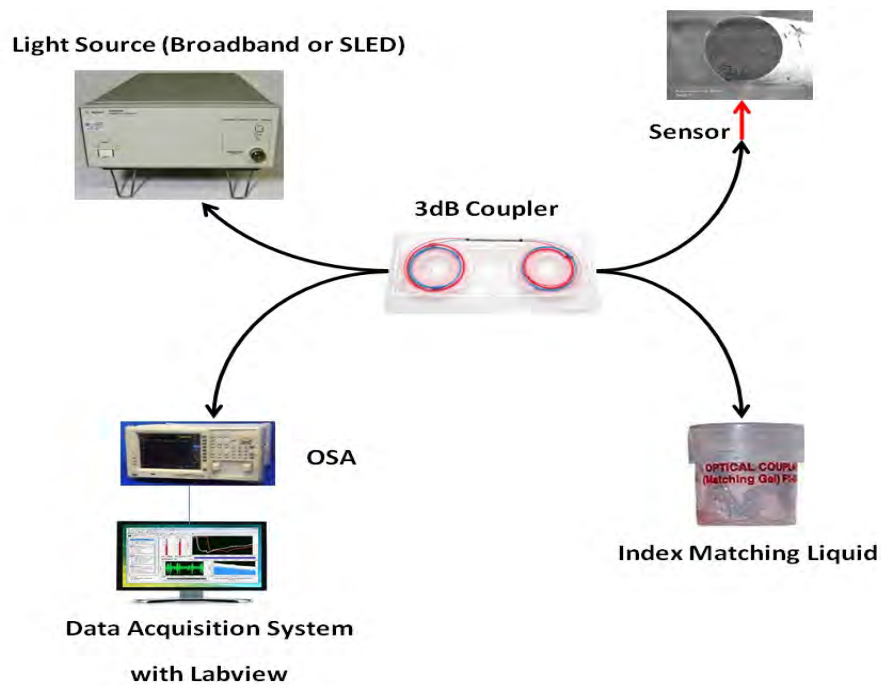 Light Source (Broadband or SLED)
Sensor
3dB Coupler
OSA
OPTICAL COUPLA
(Matching Gel)
Index Matching Liquid
Data Acquisition System
with Labview